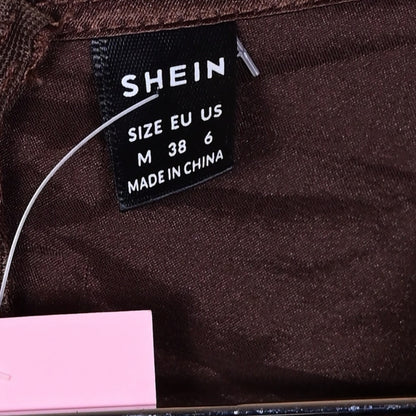 SHEIN
SIZE EU US
M 38 6
MADE IN CHINA